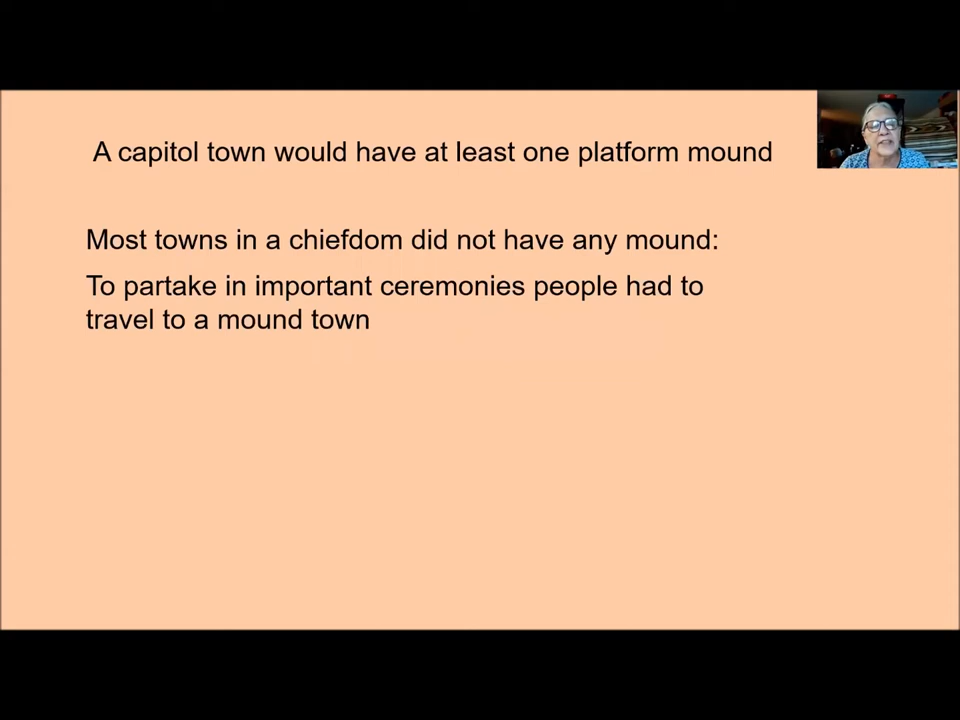 A capitol town would have at least one platform mound
Most towns in a chiefdom did not have any mound:
To partake in important ceremonies people had to
travel to a mound town